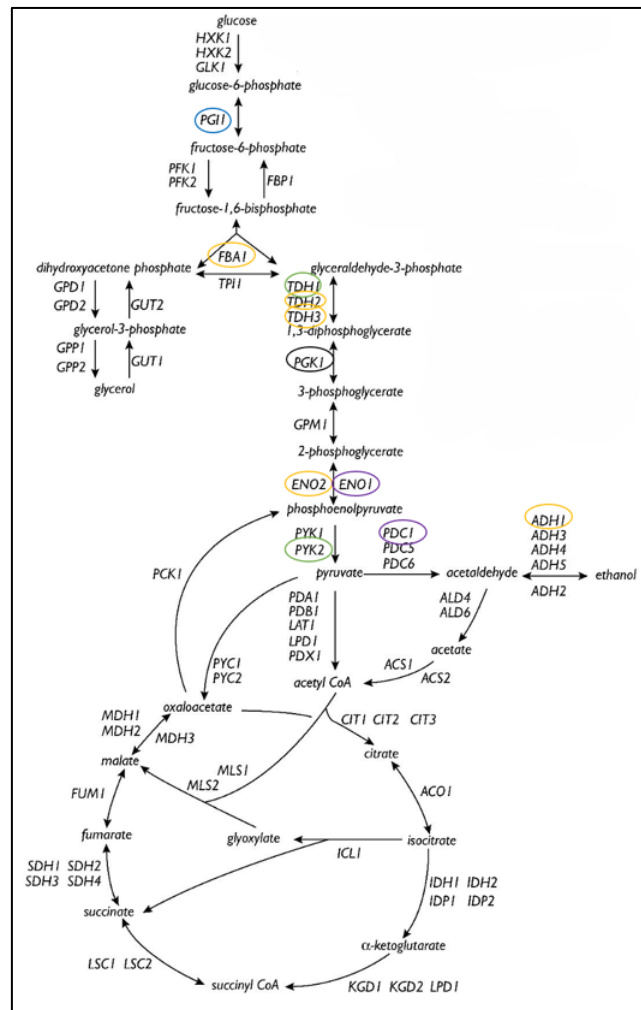 glucose
HXK1
HXK2
GLK1
glucose-6-phosphate
PGI1
fructose-6-phosphate
PFK1
PFK2
FBP1
fructose-1,6-bisphosphate
FBA1
dihydroxyacetone phosphate
glyceraldehyde-3-phosphate
TPI1
GPD1
GPD2
GUT2
TDH1
TDH2
TDH3
glycerol-3-phosphate
1,3-diphosphoglycerate
GPP1
GPP2
GUT1
glycerol
PGK1
3-phosphoglycerate
GPM1
2-phosphoglycerate
ENO2
ENO1
phosphoenolpyruvate
PYK1
PYK2
PDC1
PDC5
PDC6
ADH1
ADH3
ADH4
ADH5
ADH2
PCK1
pyruvate
acetaldehyde
ethanol
PDA1
PDB1
LAT1
LPD1
PDX1
ALD4
ALD6
acetate
PYC1
PYC2
ACS1
ACS2
acetyl CoA
oxaloacetate
MDH1
MDH2
MDH3
CIT1 CIT2 CIT3
malate
citrate
MLS1
MLS2
FUM1
ACO1
fumarate
glyoxylate
isocitrate
ICL1
SDH1 SDH2
SDH3 SDH4
IDH1 IDH2
IDP1 IDP2
succinate
α-ketoglutarate
LSC1 LSC2
succinyl CoA
KGD1 KGD2 LPD1